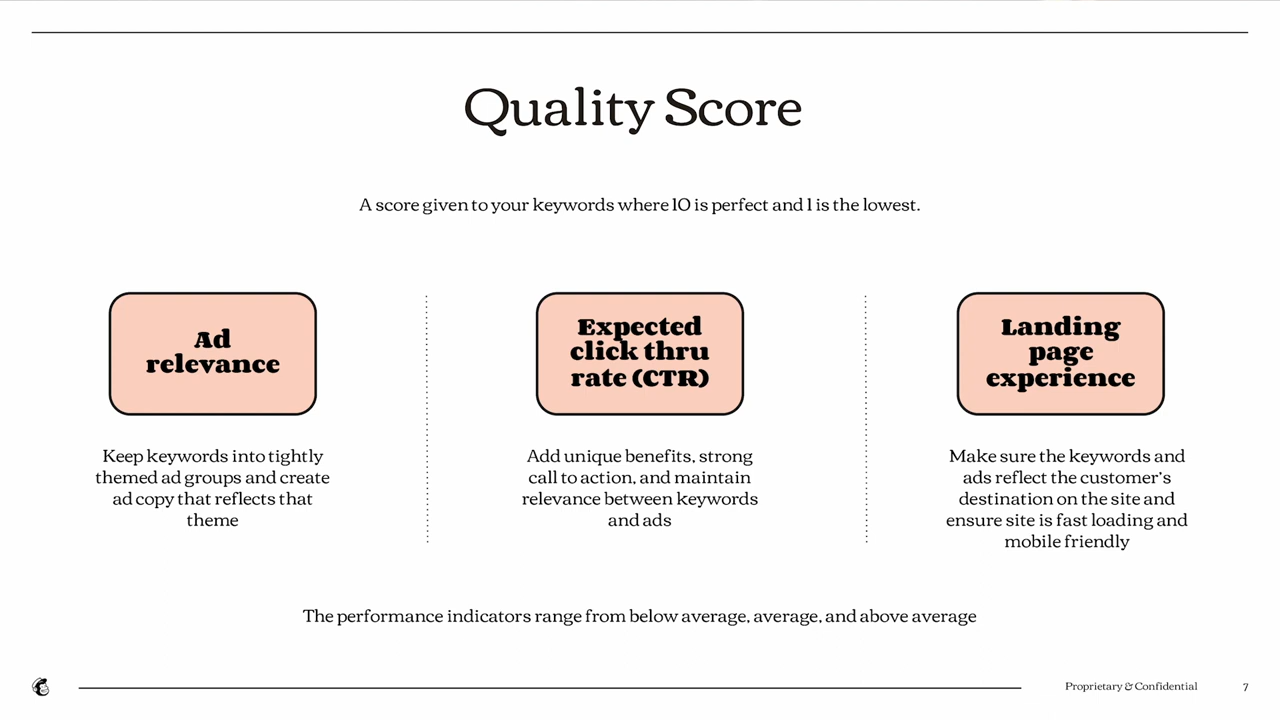 Quality Score
A score given to your keywords where 10 is perfect and 1 is the lowest.
Ad
relevance
Keep keywords into tightly
themed ad groups and create
ad copy that reflects that
theme
Expected
click thru
rate (CTR)
Add unique benefits, strong
call to action, and maintain
relevance between keywords
and ads
Landing
page
experience
Make sure the keywords and
ads reflect the customer's
destination on the site and
ensure site is fast loading and
mobile friendly
The performance indicators range from below average, average, and above average
Proprietary & Confidential
7